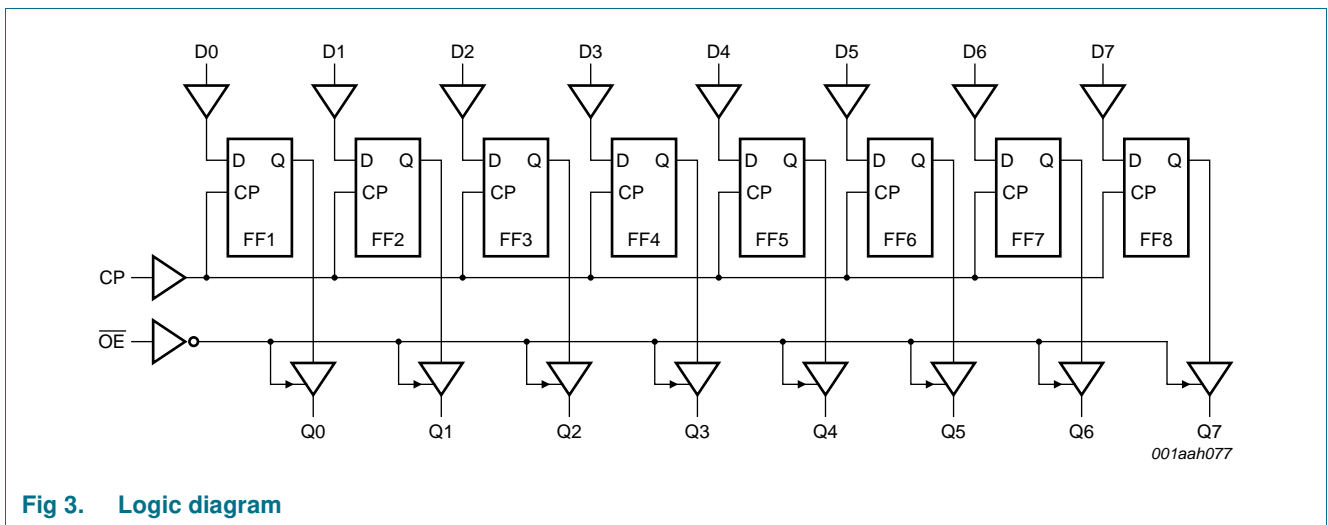 D0 D1 D2 D3 D4 D5 D6 D7
D Q D Q D Q D Q D Q D Q D Q D Q
CP CP CP CP CP CP CP CP
FF1 FF2 FF3 FF4 FF5 FF6 FF7 FF8
CP
O̅E̅
Q0 Q1 Q2 Q3 Q4 Q5 Q6 Q7
001aah077
Fig 3. Logic diagram